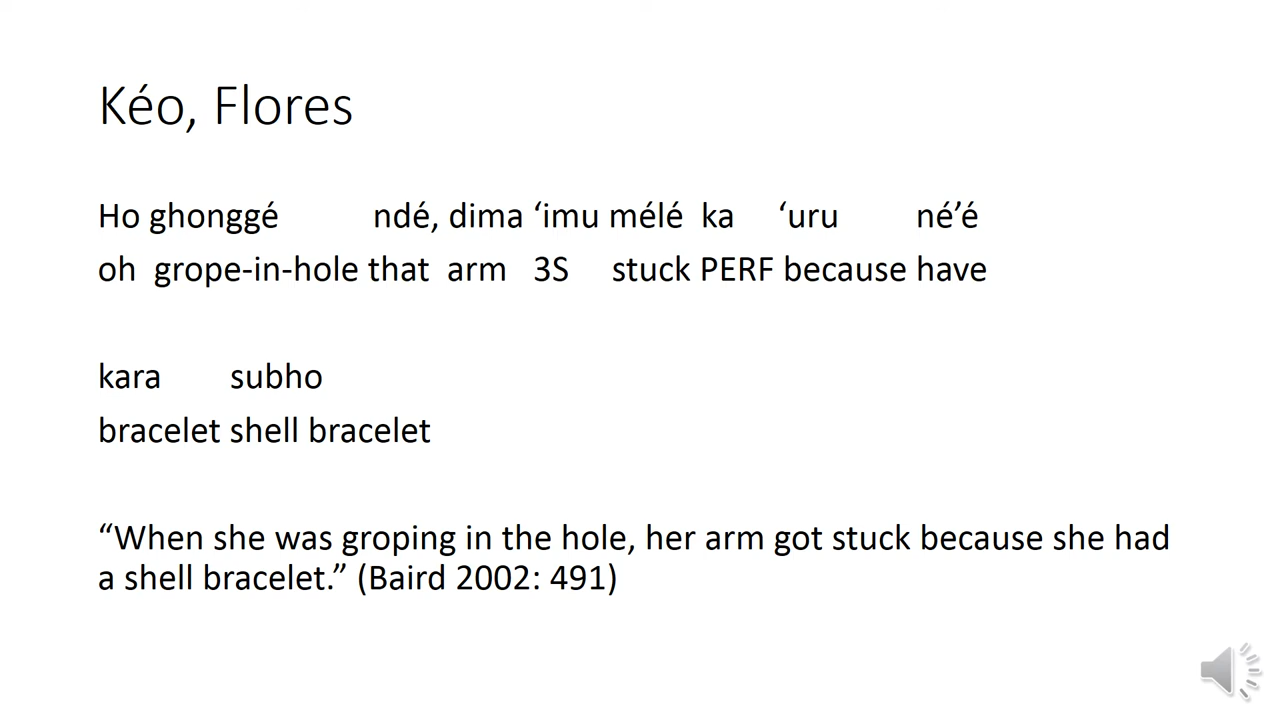 Kéo, Flores
Ho ghonggé ndé, dima ‘imu mélé ka ‘uru né’é
oh grope-in-hole that arm 3S stuck PERF because have
kara subho
bracelet shell bracelet
“When she was groping in the hole, her arm got stuck because she had
a shell bracelet.” (Baird 2002: 491)